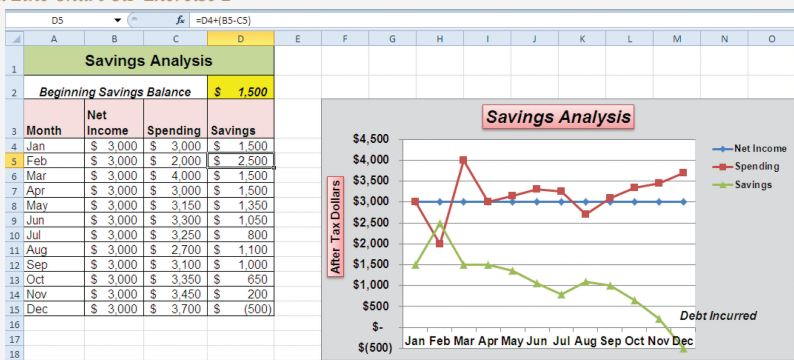 D5 fx =D4+(B5-C5)
A B C D E F G H I J K L M N O
1 Savings Analysis
2 Beginning Savings Balance $ 1,500
3 Month Net Income Spending Savings
4 Jan $ 3,000 $ 3,000 $ 1,500
5 Feb $ 3,000 $ 2,000 $ 2,500
6 Mar $ 3,000 $ 4,000 $ 1,500
7 Apr $ 3,000 $ 3,000 $ 1,500
8 May $ 3,000 $ 3,150 $ 1,350
9 Jun $ 3,000 $ 3,300 $ 1,050
10 Jul $ 3,000 $ 3,250 $ 800
11 Aug $ 3,000 $ 2,700 $ 1,100
12 Sep $ 3,000 $ 3,100 $ 1,000
13 Oct $ 3,000 $ 3,350 $ 650
14 Nov $ 3,000 $ 3,450 $ 200
15 Dec $ 3,000 $ 3,700 $ (500)
16
17
18
Savings Analysis
After Tax Dollars
$4,500
$4,000
$3,500
$3,000
$2,500
$2,000
$1,500
$1,000
$500
$-
$(500)
Jan Feb Mar Apr May Jun Jul Aug Sep Oct Nov Dec
Net Income
Spending
Savings
Debt Incurred